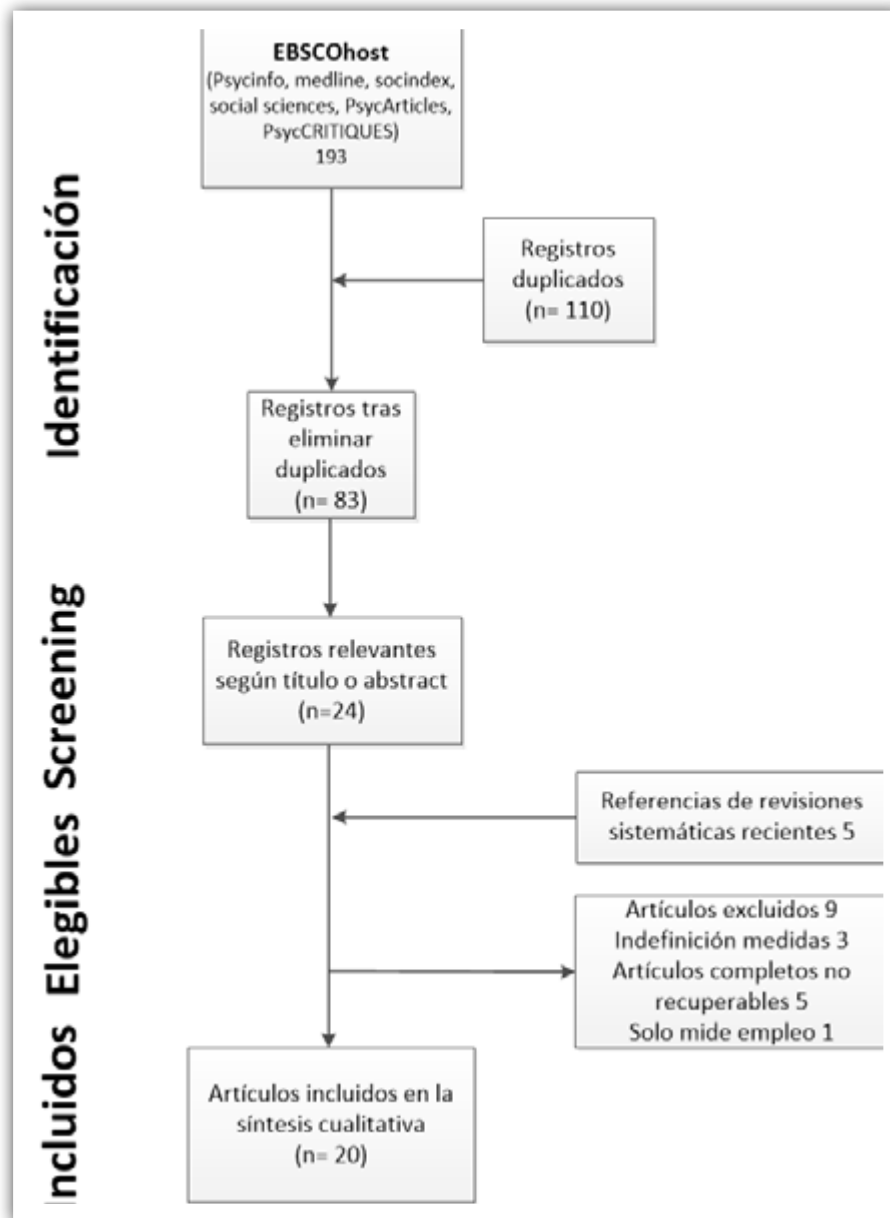 EBSCOhost
(Psycinfo, medline, socindex,
social sciences, PsycArticles,
PsycCRITIQUES)
193
Identificación
Registros
duplicados
(n= 110)
Registros tras
eliminar
duplicados
(n= 83)
Screening
Registros relevantes
según título o abstract
(n=24)
Referencias de revisiones
sistemáticas recientes 5
Elegibles
Artículos excluidos 9
Indefinición medidas 3
Artículos completos no
recuperables 5
Solo mide empleo 1
Incluidos
Artículos incluidos en la
síntesis cualitativa
(n= 20)